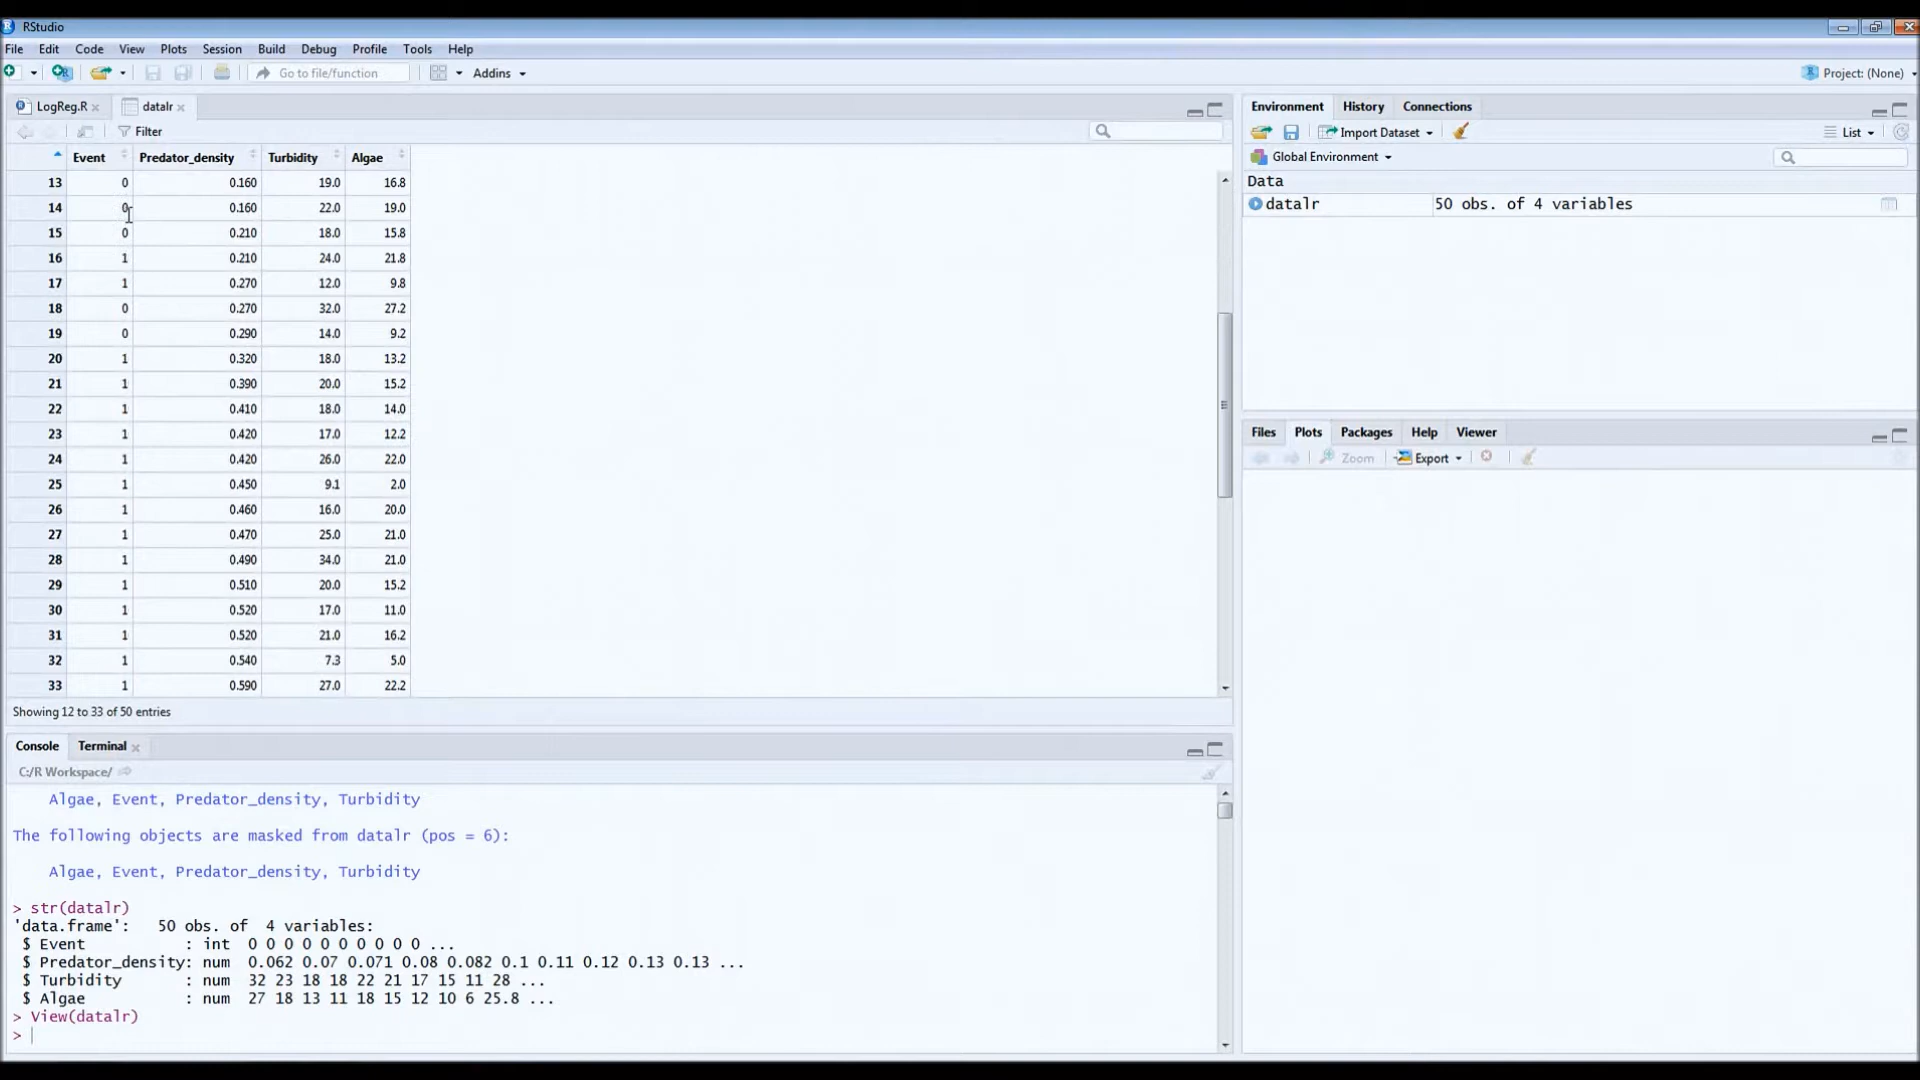 RStudio
File Edit Code View Plots Session Build Debug Profile Tools Help
Go to file/function Addins Project: (None)
LogReg.R datalr
Filter
Event Predator_density Turbidity Algae
13 0 0.160 19.0 16.8
14 0 0.160 22.0 19.0
15 0 0.210 18.0 15.8
16 1 0.210 24.0 21.8
17 1 0.270 12.0 9.8
18 0 0.270 32.0 27.2
19 0 0.290 14.0 9.2
20 1 0.320 18.0 13.2
21 1 0.390 20.0 15.2
22 1 0.410 18.0 14.0
23 1 0.420 17.0 12.2
24 1 0.420 26.0 22.0
25 1 0.450 9.1 2.0
26 1 0.460 16.0 20.0
27 1 0.470 25.0 21.0
28 1 0.490 34.0 21.0
29 1 0.510 20.0 15.2
30 1 0.520 17.0 11.0
31 1 0.520 21.0 16.2
32 1 0.540 7.3 5.0
33 1 0.590 27.0 22.2
Showing 12 to 33 of 50 entries
Console Terminal
C:/R Workspace/
Algae, Event, Predator_density, Turbidity
The following objects are masked from datalr (pos = 6):
Algae, Event, Predator_density, Turbidity
> str(datalr)
'data.frame': 50 obs. of 4 variables:
$ Event : int 0 0 0 0 0 0 0 0 0 0 ...
$ Predator_density: num 0.062 0.07 0.071 0.08 0.082 0.1 0.11 0.12 0.13 0.13 ...
$ Turbidity : num 32 23 18 18 22 21 17 15 11 28 ...
$ Algae : num 27 18 13 11 18 15 12 10 6 25.8 ...
> View(datalr)
>
Environment History Connections
Import Dataset List
Global Environment
Data
datalr 50 obs. of 4 variables
Files Plots Packages Help Viewer
Zoom Export